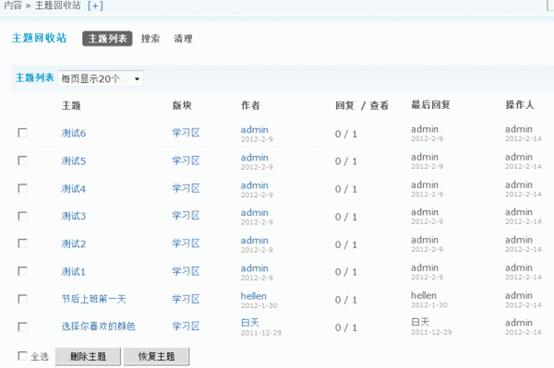 内容 » 主题回收站 [+]
主题回收站 主题列表 搜索 清理
主题列表 每页显示20个
主题 版块 作者 回复 / 查看 最后回复 操作人
测试6 学习区 admin 0 / 1 admin admin
2012-2-9 2012-2-9 2012-2-14
测试5 学习区 admin 0 / 1 admin admin
2012-2-9 2012-2-9 2012-2-14
测试4 学习区 admin 0 / 1 admin admin
2012-2-9 2012-2-9 2012-2-14
测试3 学习区 admin 0 / 1 admin admin
2012-2-9 2012-2-9 2012-2-14
测试2 学习区 admin 0 / 1 admin admin
2012-2-9 2012-2-9 2012-2-14
测试1 学习区 admin 0 / 1 admin admin
2012-2-9 2012-2-9 2012-2-14
节后上班第一天 学习区 hellen 0 / 1 hellen admin
2012-1-30 2012-1-30 2012-2-14
选择你喜欢的颜色 学习区 白天 0 / 1 白天 admin
2011-12-29 2011-12-29 2012-2-14
全选 删除主题 恢复主题